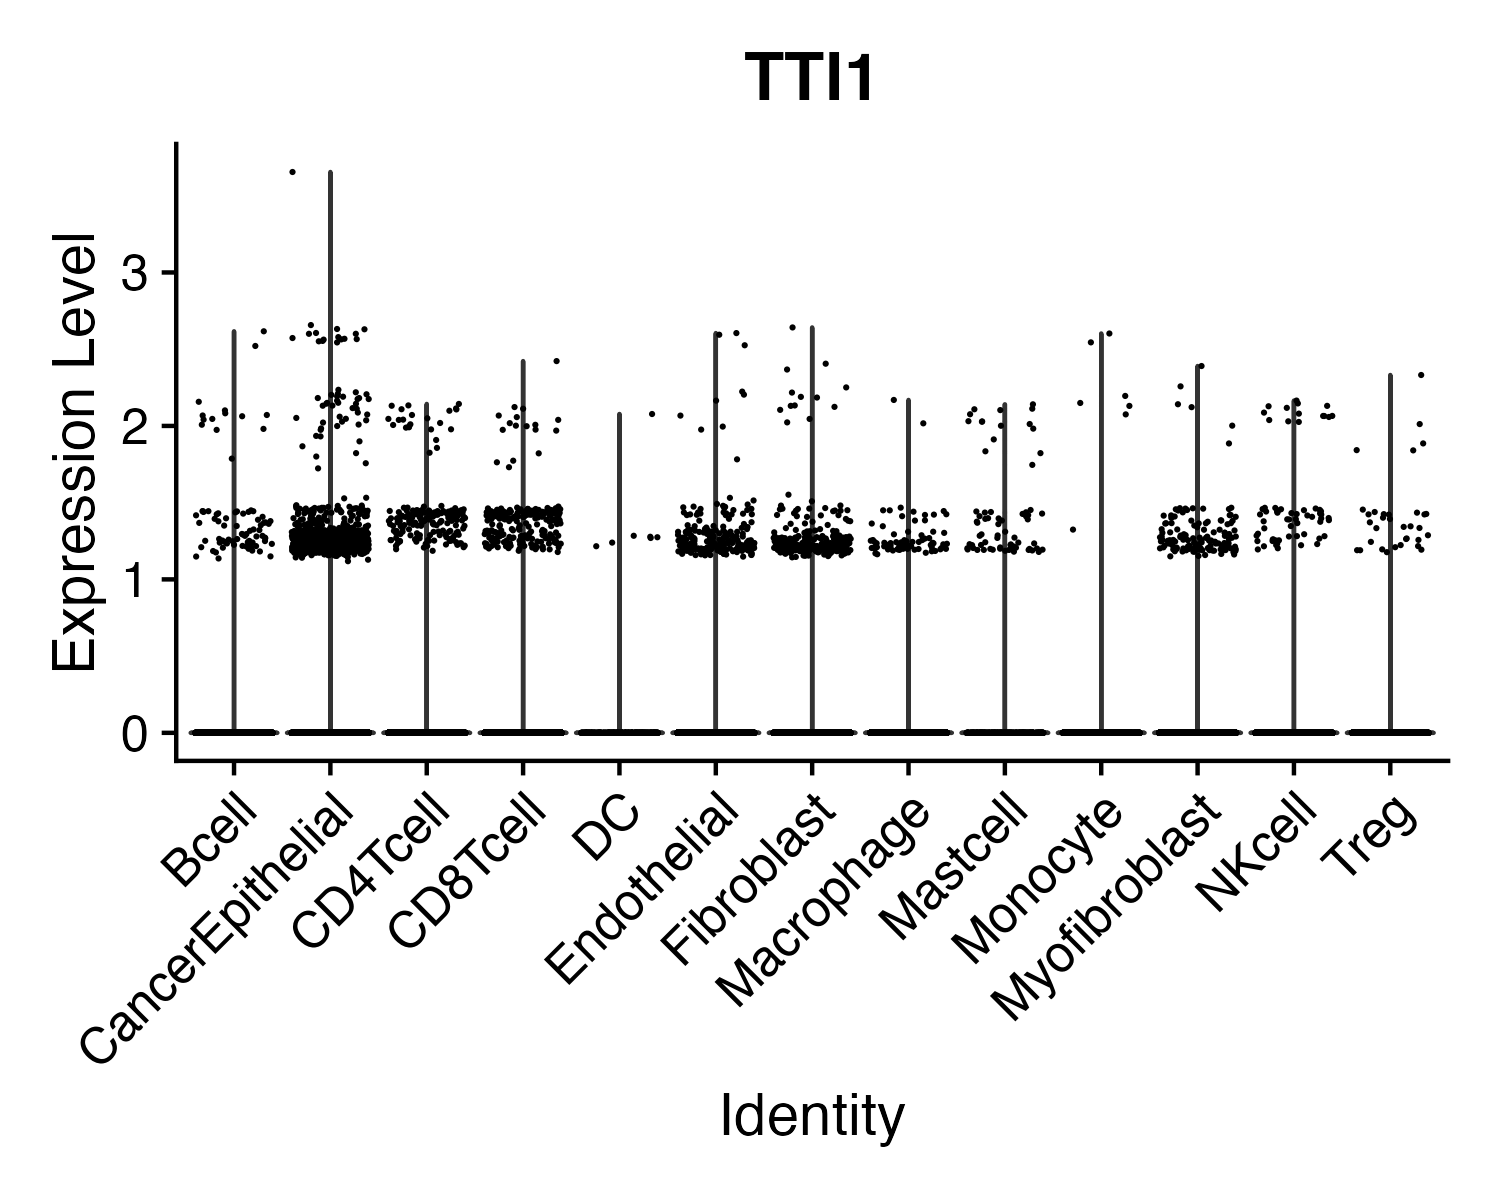 TTI1
Expression Level
3
2
1
0
Bcell
CancerEpithelial
CD4Tcell
CD8Tcell
DC
Endothelial
Fibroblast
Macrophage
Mastcell
Monocyte
Myofibroblast
NKcell
Treg
Identity